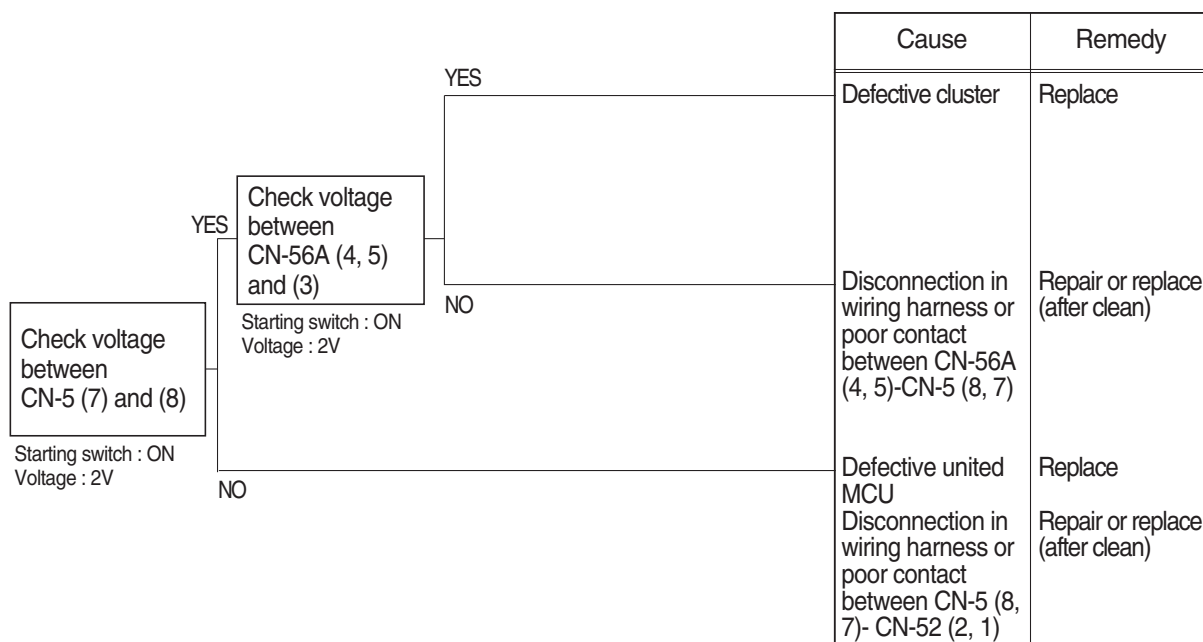 Cause
Remedy
YES
Defective cluster
Replace
YES
Check voltage
between
CN-56A (4, 5)
and (3)
Starting switch : ON
Voltage : 2V
NO
Disconnection in
wiring harness or
poor contact
between CN-56A
(4, 5)-CN-5 (8, 7)
Repair or replace
(after clean)
Check voltage
between
CN-5 (7) and (8)
Starting switch : ON
Voltage : 2V
NO
Defective united
MCU
Replace
Disconnection in
wiring harness or
poor contact
between CN-5 (8,
7)- CN-52 (2, 1)
Repair or replace
(after clean)